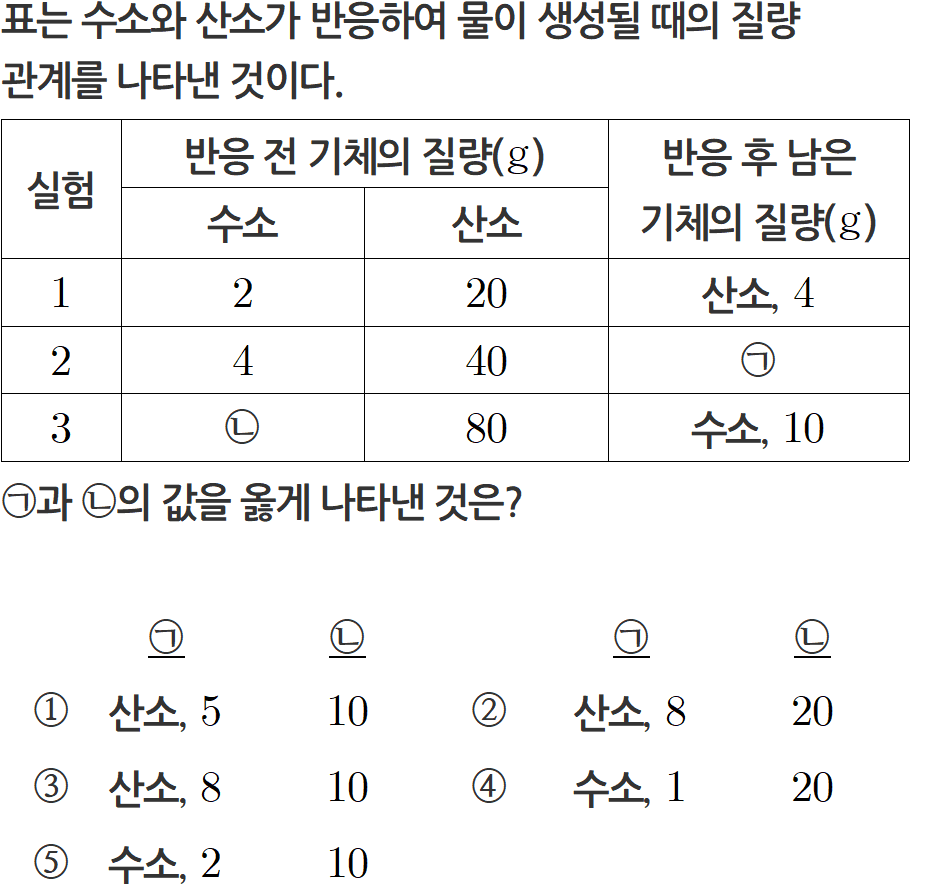 표는 수소와 산소가 반응하여 물이 생성될 때의 질량
관계를 나타낸 것이다.
실험 반응 전 기체의 질량(g) 반응 후 남은
기체의 질량(g)
수소 산소
1 2 20 산소, 4
2 4 40 ㉠
3 ㉡ 80 수소, 10
㉠과 ㉡의 값을 옳게 나타낸 것은?
㉠ ㉡ ㉠ ㉡
① 산소, 5 10 ② 산소, 8 20
③ 산소, 8 10 ④ 수소, 1 20
⑤ 수소, 2 10